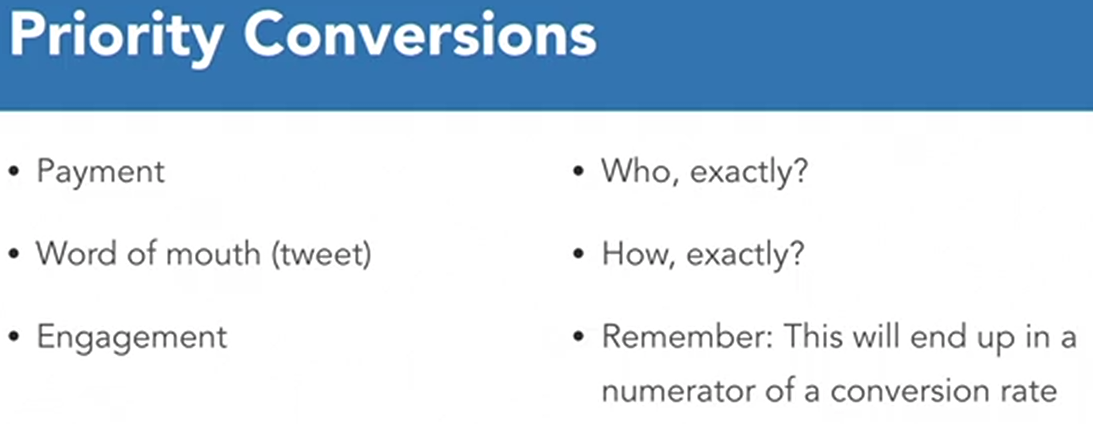 Priority Conversions
• Payment
• Word of mouth (tweet)
• Engagement
• Who, exactly?
• How, exactly?
• Remember: This will end up in a
numerator of a conversion rate